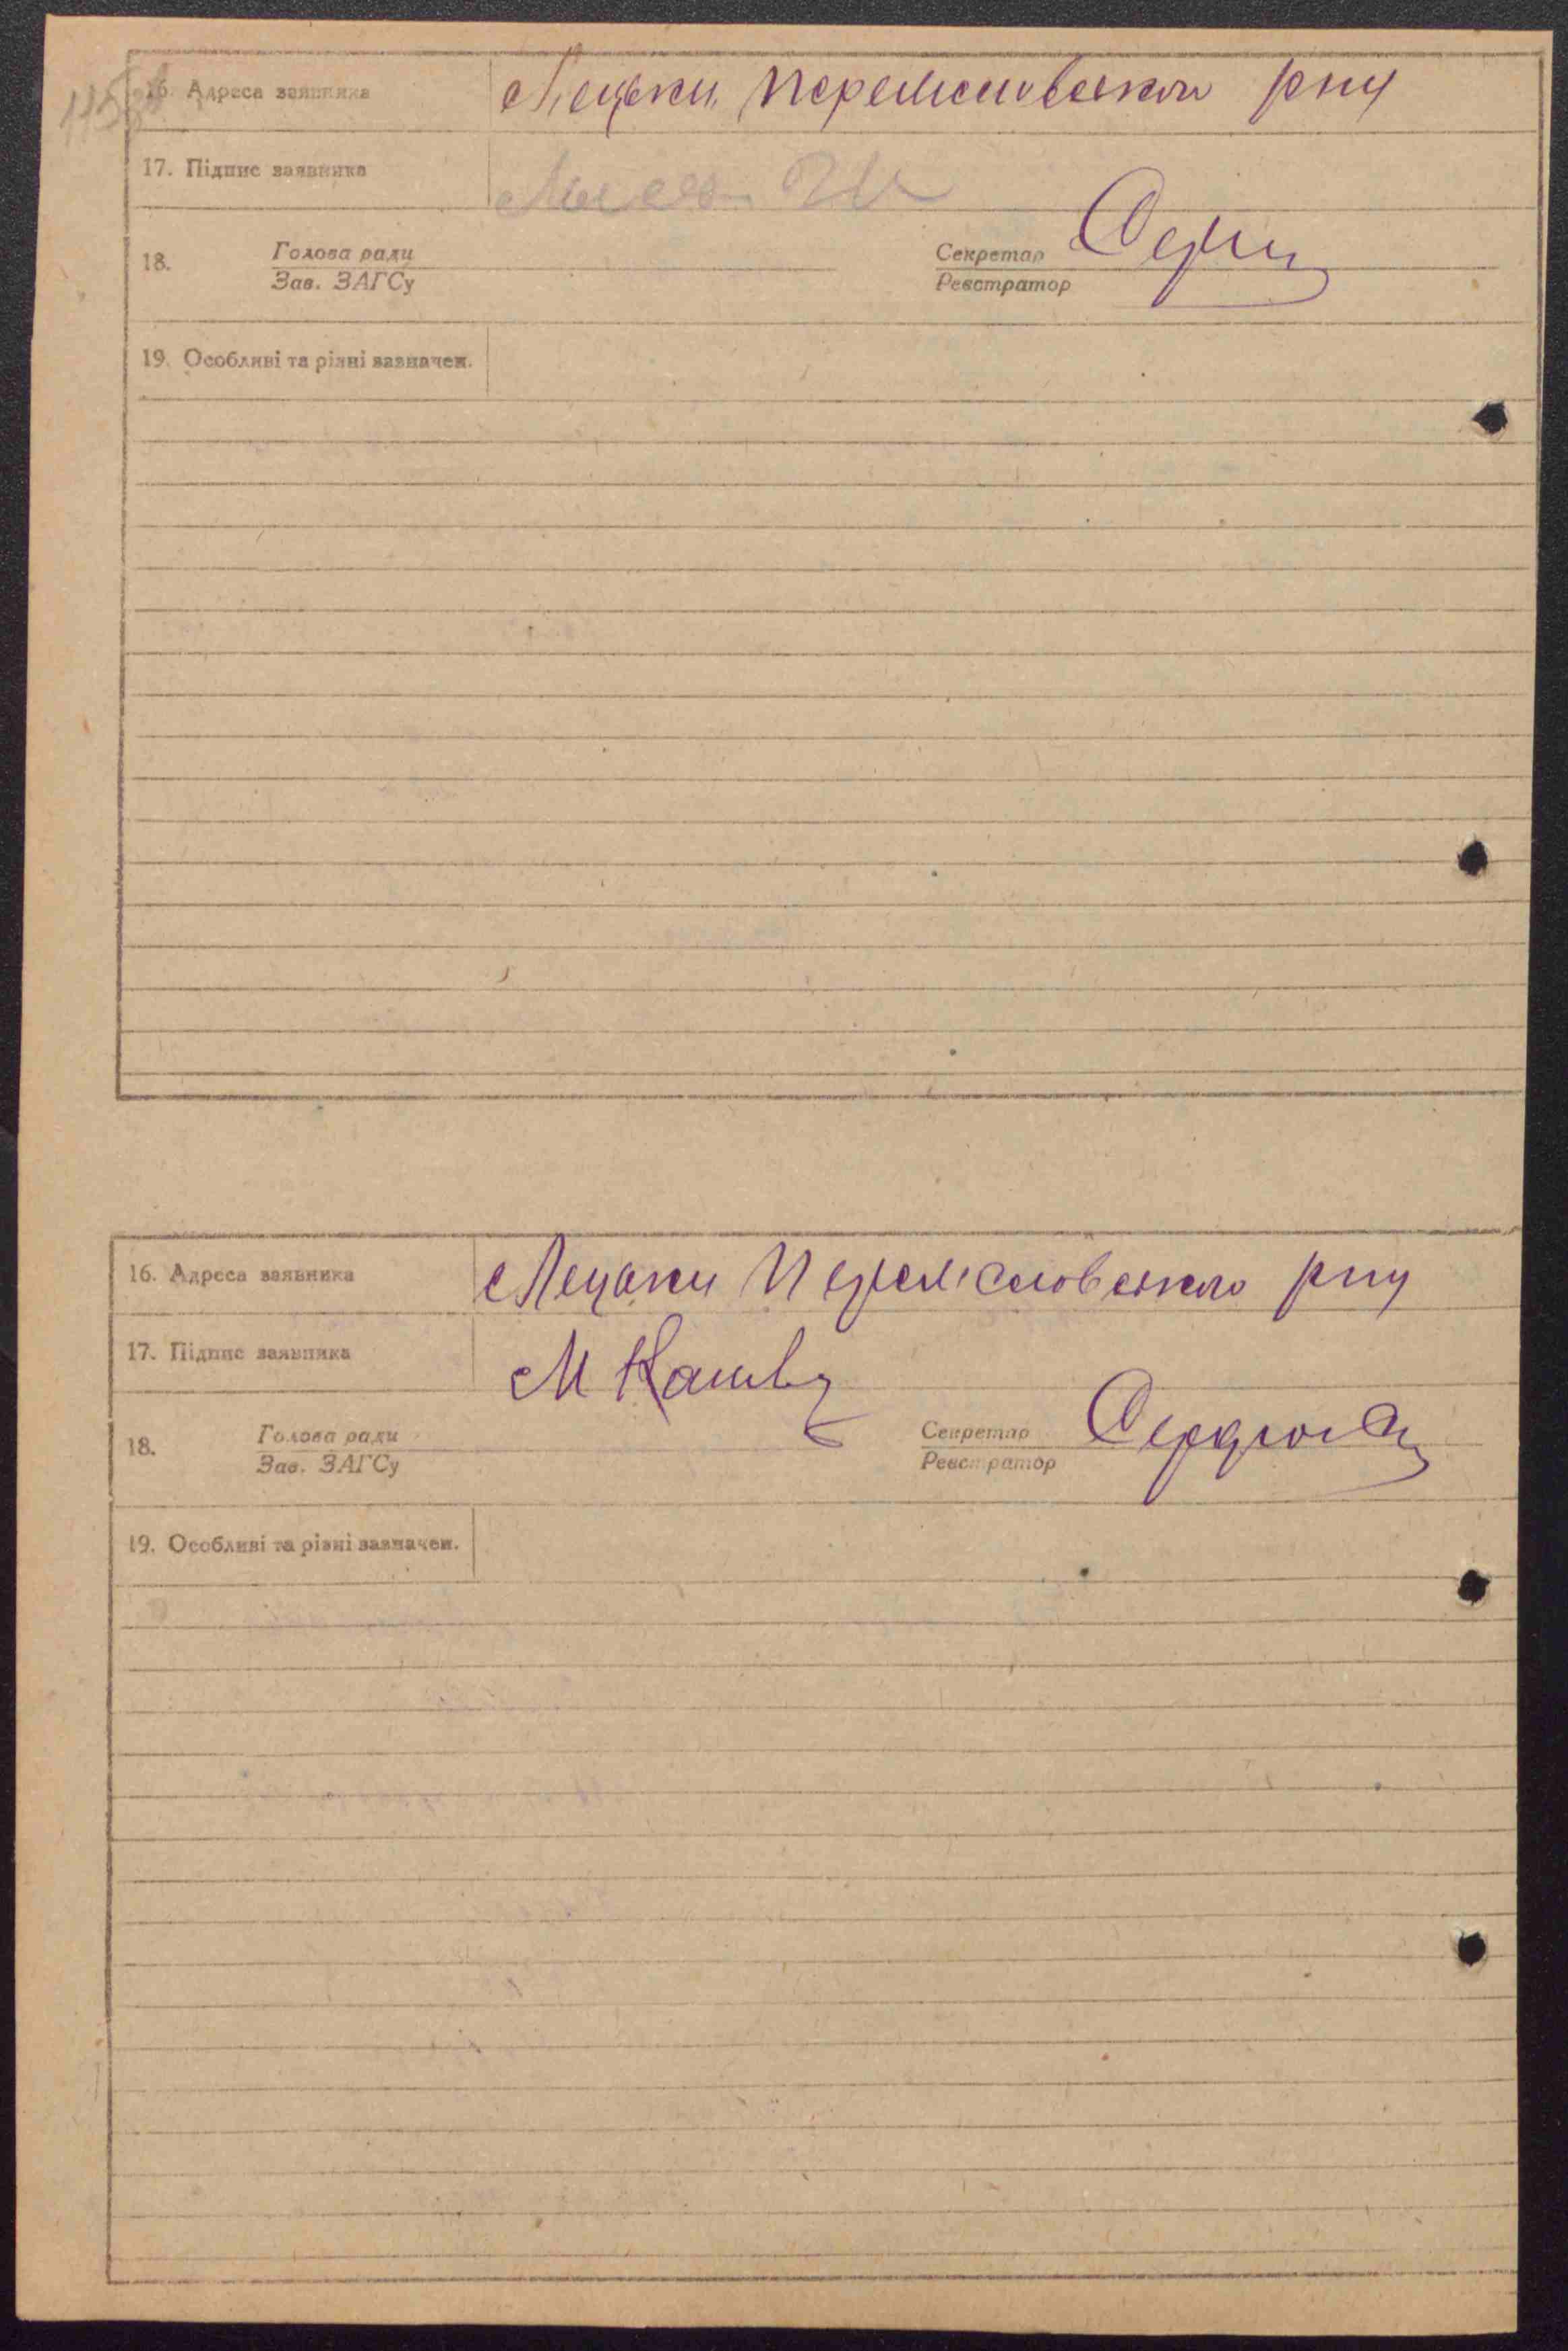 16. Адреса заявника Лецьки Переяславського р-ну
17. Підпис заявника
18. Голова ради Секретар
Зав. ЗАГСу Реєстратор
19. Особливі та різні зазначен.
16. Адреса заявника Лецьки Переяславського р-ну
17. Підпис заявника М
18. Голова ради Секретар Сердюк
Зав. ЗАГСу Реєстратор
19. Особливі та різні зазначен.